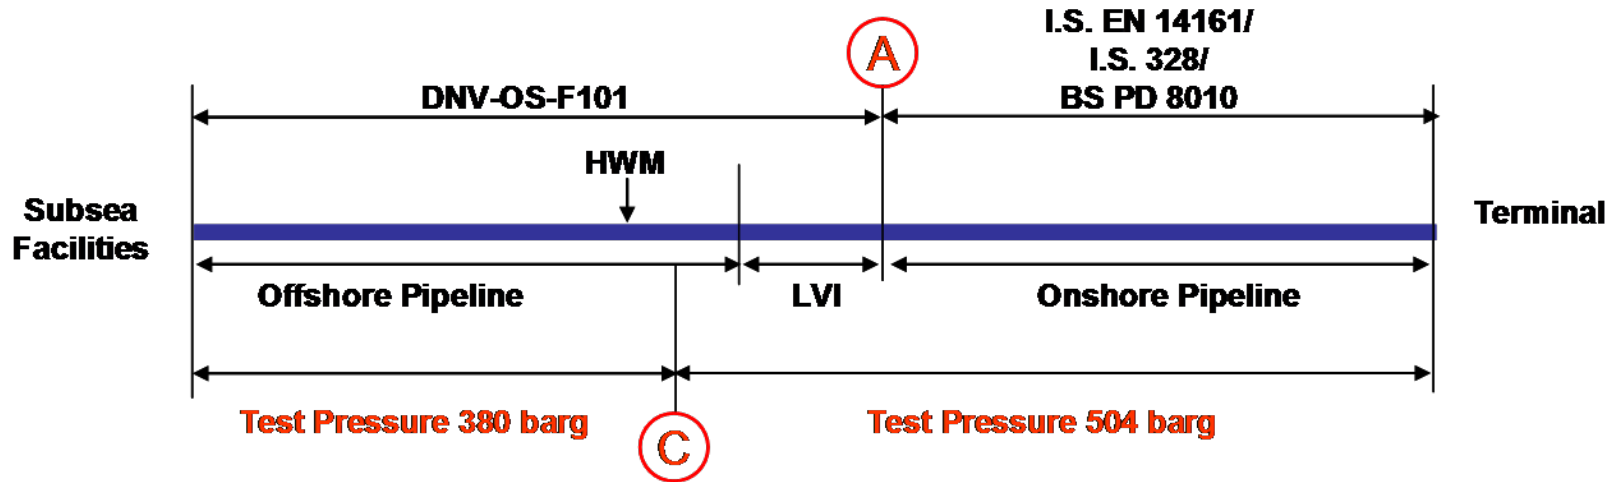 I.S. EN 14161/
I.S. 328/
BS PD 8010
A
DNV-OS-F101
HWM
Subsea
Facilities
Terminal
Offshore Pipeline
LVI
Onshore Pipeline
Test Pressure 380 barg
Test Pressure 504 barg
C